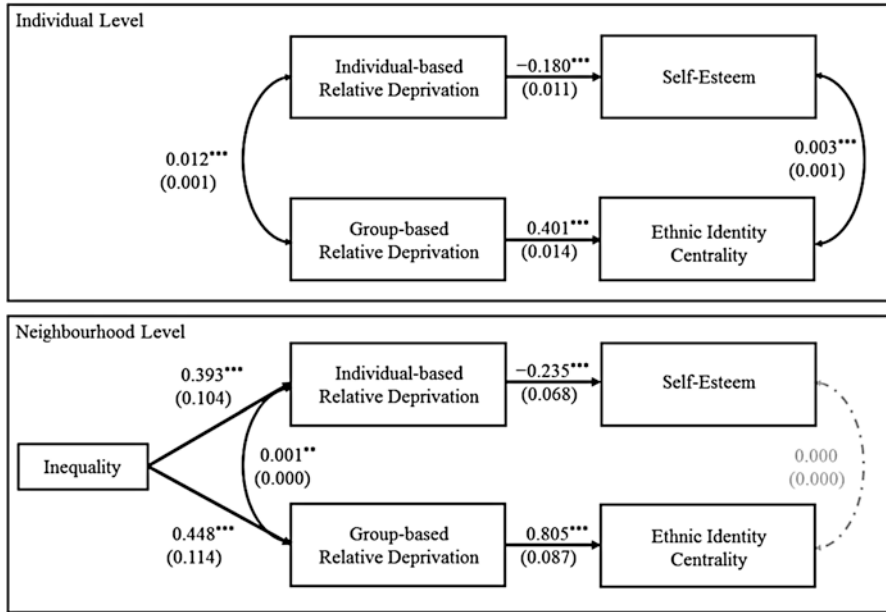 Individual Level
Individual-based
Relative Deprivation
−0.180***
(0.011)
Self-Esteem
0.012***
(0.001)
0.003***
(0.001)
Group-based
Relative Deprivation
0.401***
(0.014)
Ethnic Identity
Centrality
Neighbourhood Level
Individual-based
Relative Deprivation
−0.235***
(0.068)
Self-Esteem
0.393***
(0.104)
Inequality
0.001**
(0.000)
0.000
(0.000)
0.448***
(0.114)
Group-based
Relative Deprivation
0.805***
(0.087)
Ethnic Identity
Centrality